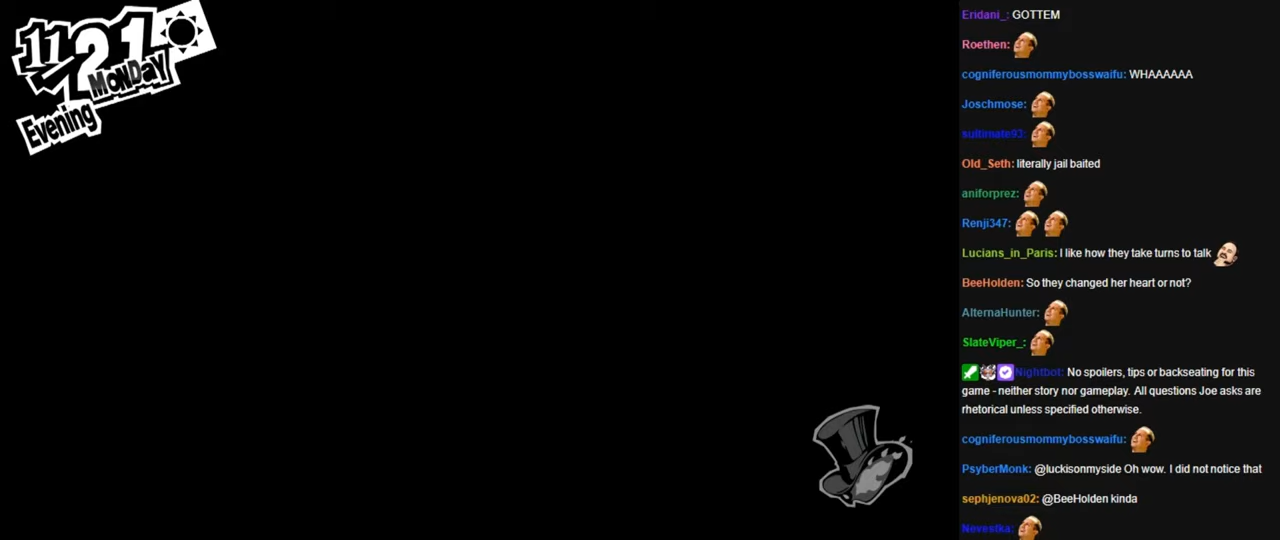 11/21
MONDAY
Evening
Eridani_: GOTTEM
Roethen:
cogniferousmommybosswaifu: WHAAAAAA
Joschmose:
sultimate93:
Old_Seth: literally jail baited
aniforprez:
Renji347:
Lucians_in_Paris: I like how they take turns to talk
BeeHolden: So they changed her heart or not?
AlternaHunter:
SlateViper_:
Nightbot: No spoilers, tips or backseating for this
game - neither story nor gameplay. All questions Joe asks are
rhetorical unless specified otherwise.
cogniferousmommybosswaifu:
PsyberMonk: @luckisonmyside Oh wow. I did not notice that
sephjenova02: @BeeHolden kinda
Nevestka: